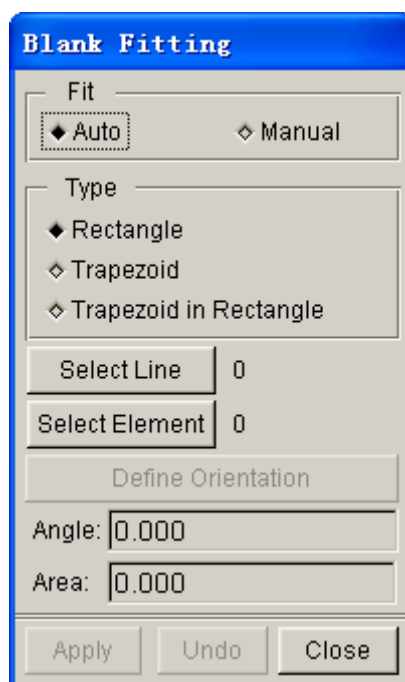 Blank Fitting
Fit
Auto Manual
Type
Rectangle
Trapezoid
Trapezoid in Rectangle
Select Line 0
Select Element 0
Define Orientation
Angle: 0.000
Area: 0.000
Apply Undo Close